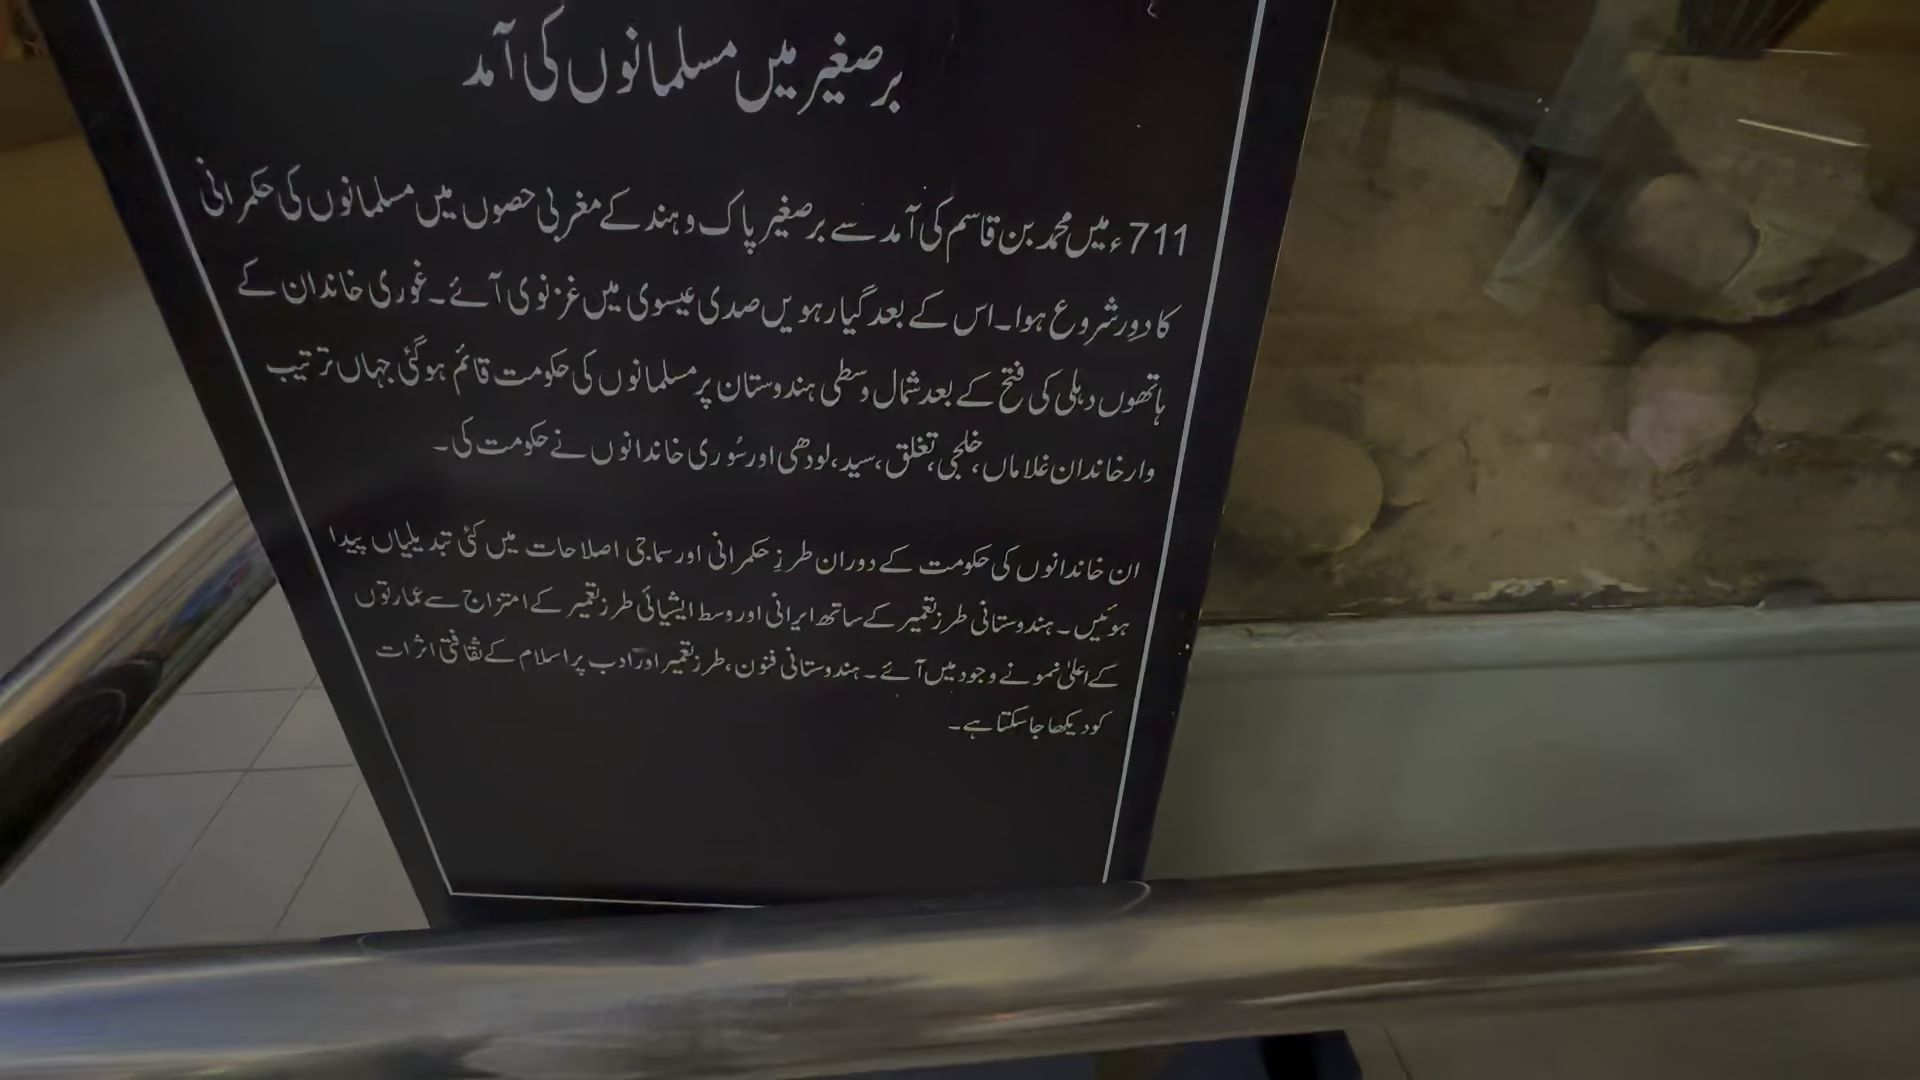 برصغیر میں مسلمانوں کی آمد
711ء میں محمد بن قاسم کی آمد سے برصغیر پاک و ہند کے مغربی حصوں میں مسلمانوں کی حکمرانی
کا دور شروع ہوا۔ اس کے بعد گیارہویں صدی عیسوی میں غزنوی آئے۔ غوری خاندان کے
ہاتھوں دہلی کی فتح کے بعد شمال وسطی ہندوستان پر مسلمانوں کی حکومت قائم ہوگئی جہاں ترتیب
وار خاندان غلاماں، خلجی، تغلق، سید، لودھی اور سُوری خاندانوں نے حکومت کی۔
ان خاندانوں کی حکومت کے دوران طرزِ حکمرانی اور سماجی اصلاحات میں کئی تبدیلیاں پیدا
ہوئیں۔ ہندوستانی طرز تعمیر کے ساتھ ایرانی اور وسط ایشیائی طرز تعمیر کے امتزاج سے عمارتوں
کے اعلیٰ نمونے وجود میں آئے۔ ہندوستانی فنون، طرز تعمیر اور ادب پر اسلام کے ثقافتی اثرات
کو دیکھا جاسکتا ہے۔